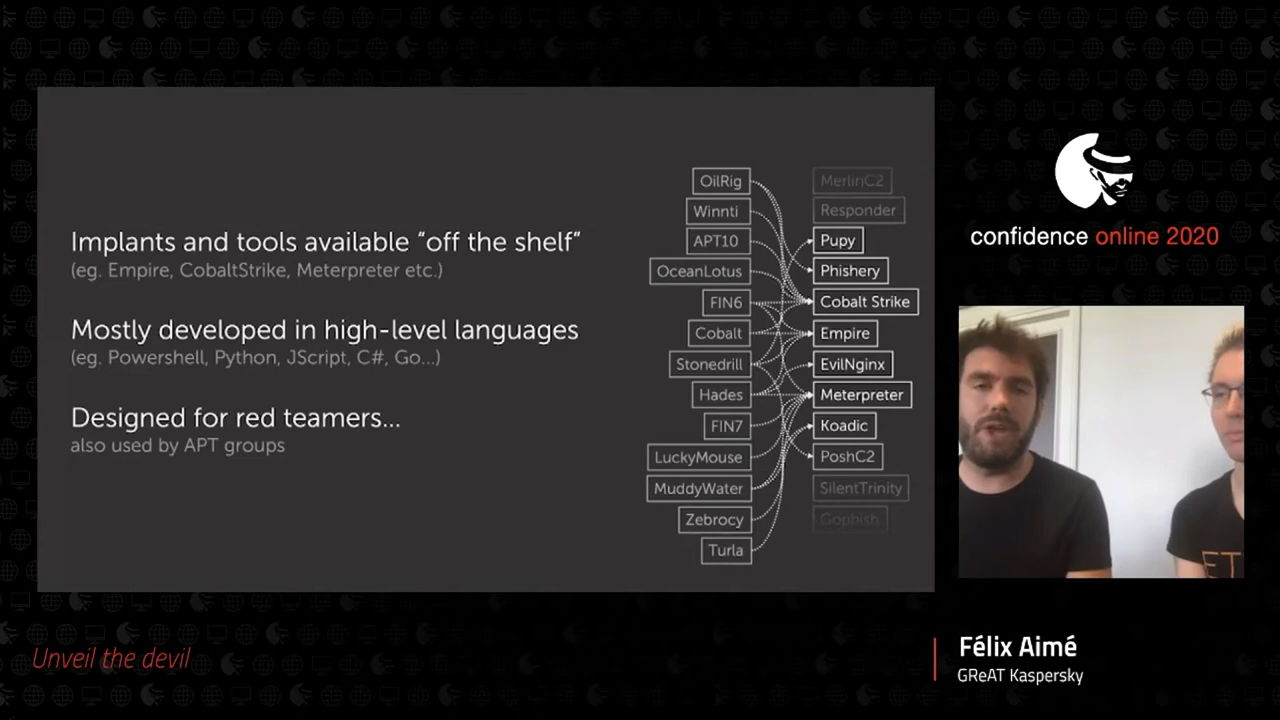 Implants and tools available “off the shelf”
(eg. Empire, CobaltStrike, Meterpreter etc.)
Mostly developed in high-level languages
(eg. Powershell, Python, JScript, C#, Go...)
Designed for red teamers...
also used by APT groups
OilRig
Winnti
APT10
OceanLotus
FIN6
Cobalt
Stonedrill
Hades
FIN7
LuckyMouse
MuddyWater
Zebrocy
Turla
MerlinC2
Responder
Pupy
Phishery
Cobalt Strike
Empire
EvilNginx
Meterpreter
Koadic
PoshC2
SilentTrinity
Gophish
confidence online 2020
ET
Unveil the devil
Félix Aimé
GReAT Kaspersky